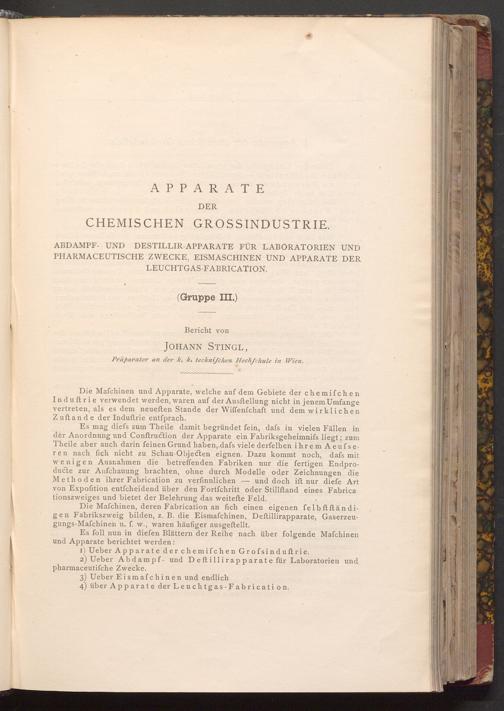 APPARATE
DER
CHEMISCHEN GROSSINDUSTRIE.
ABDAMPF- UND DESTILLIR-APPARATE FÜR LABORATORIEN UND
PHARMACEUTISCHE ZWECKE, EISMASCHINEN UND APPARATE DER
LEUCHTGAS-FABRICATION.
(Gruppe III.)
Bericht von
JOHANN STINGL,
Präparator an der k. k. techniſchen Hochſchule in Wien.
Die Maſchinen und Apparate, welche auf dem Gebiete der chemiſchen
Induſtrie verwendet werden, waren auf der Ausſtellung nicht in jenem Umfange
vertreten, als es dem neueſten Stande der Wiſſenſchaft und dem wirklichen
Zuſtande der Induſtrie entſprach.
Es mag dieſs zum Theile damit begründet ſein, daſs in vielen Fällen in
der Anordnung und Conſtruction der Apparate ein Fabriksgeheimniſs liegt; zum
Theile aber auch darin ſeinen Grund haben, daſs viele derſelben ihrem Aeuſse-
ren nach ſich nicht zu Schau-Objecten eignen. Dazu kommt noch, daſs mit
wenigen Ausnahmen die betreffenden Fabriken nur die fertigen Endpro-
ducte zur Anſchauung brachten, ohne durch Modelle oder Zeichnungen die
Methoden ihrer Fabrication zu verſinnlichen — und doch iſt nur dieſe Art
von Expoſition entſcheidend über den Fortſchritt oder Stillſtand eines Fabrica-
tionszweiges und bietet der Belehrung das weiteſte Feld.
Die Maſchinen, deren Fabrication an ſich einen eigenen ſelbſtſtändi-
gen Fabrikszweig bilden, z. B. die Eismaſchinen, Deſtillirapparate, Gaserzeu-
gungs-Maſchinen u. ſ. w., waren häufiger ausgeſtellt.
Es ſoll nun in dieſen Blättern der Reihe nach über folgende Maſchinen
und Apparate berichtet werden:
1) Ueber Apparate der chemiſchen Groſsinduſtrie.
2) Ueber Abdampf- und Deſtillirapparate für Laboratorien und
pharmaceutiſche Zwecke.
3) Ueber Eismaſchinen und endlich
4) über Apparate der Leuchtgas-Fabrication.